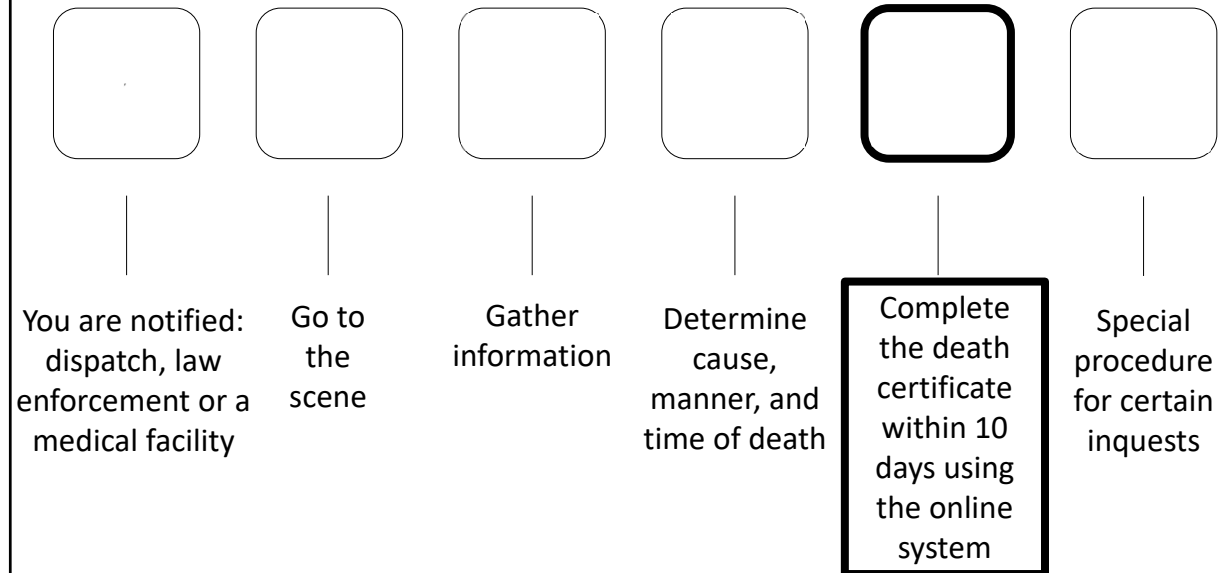 You are notified:
dispatch, law
enforcement or a
medical facility
Go to
the
scene
Gather
information
Determine
cause,
manner, and
time of death
Complete
the death
certificate
within 10
days using
the online
system
Special
procedure
for certain
inquests